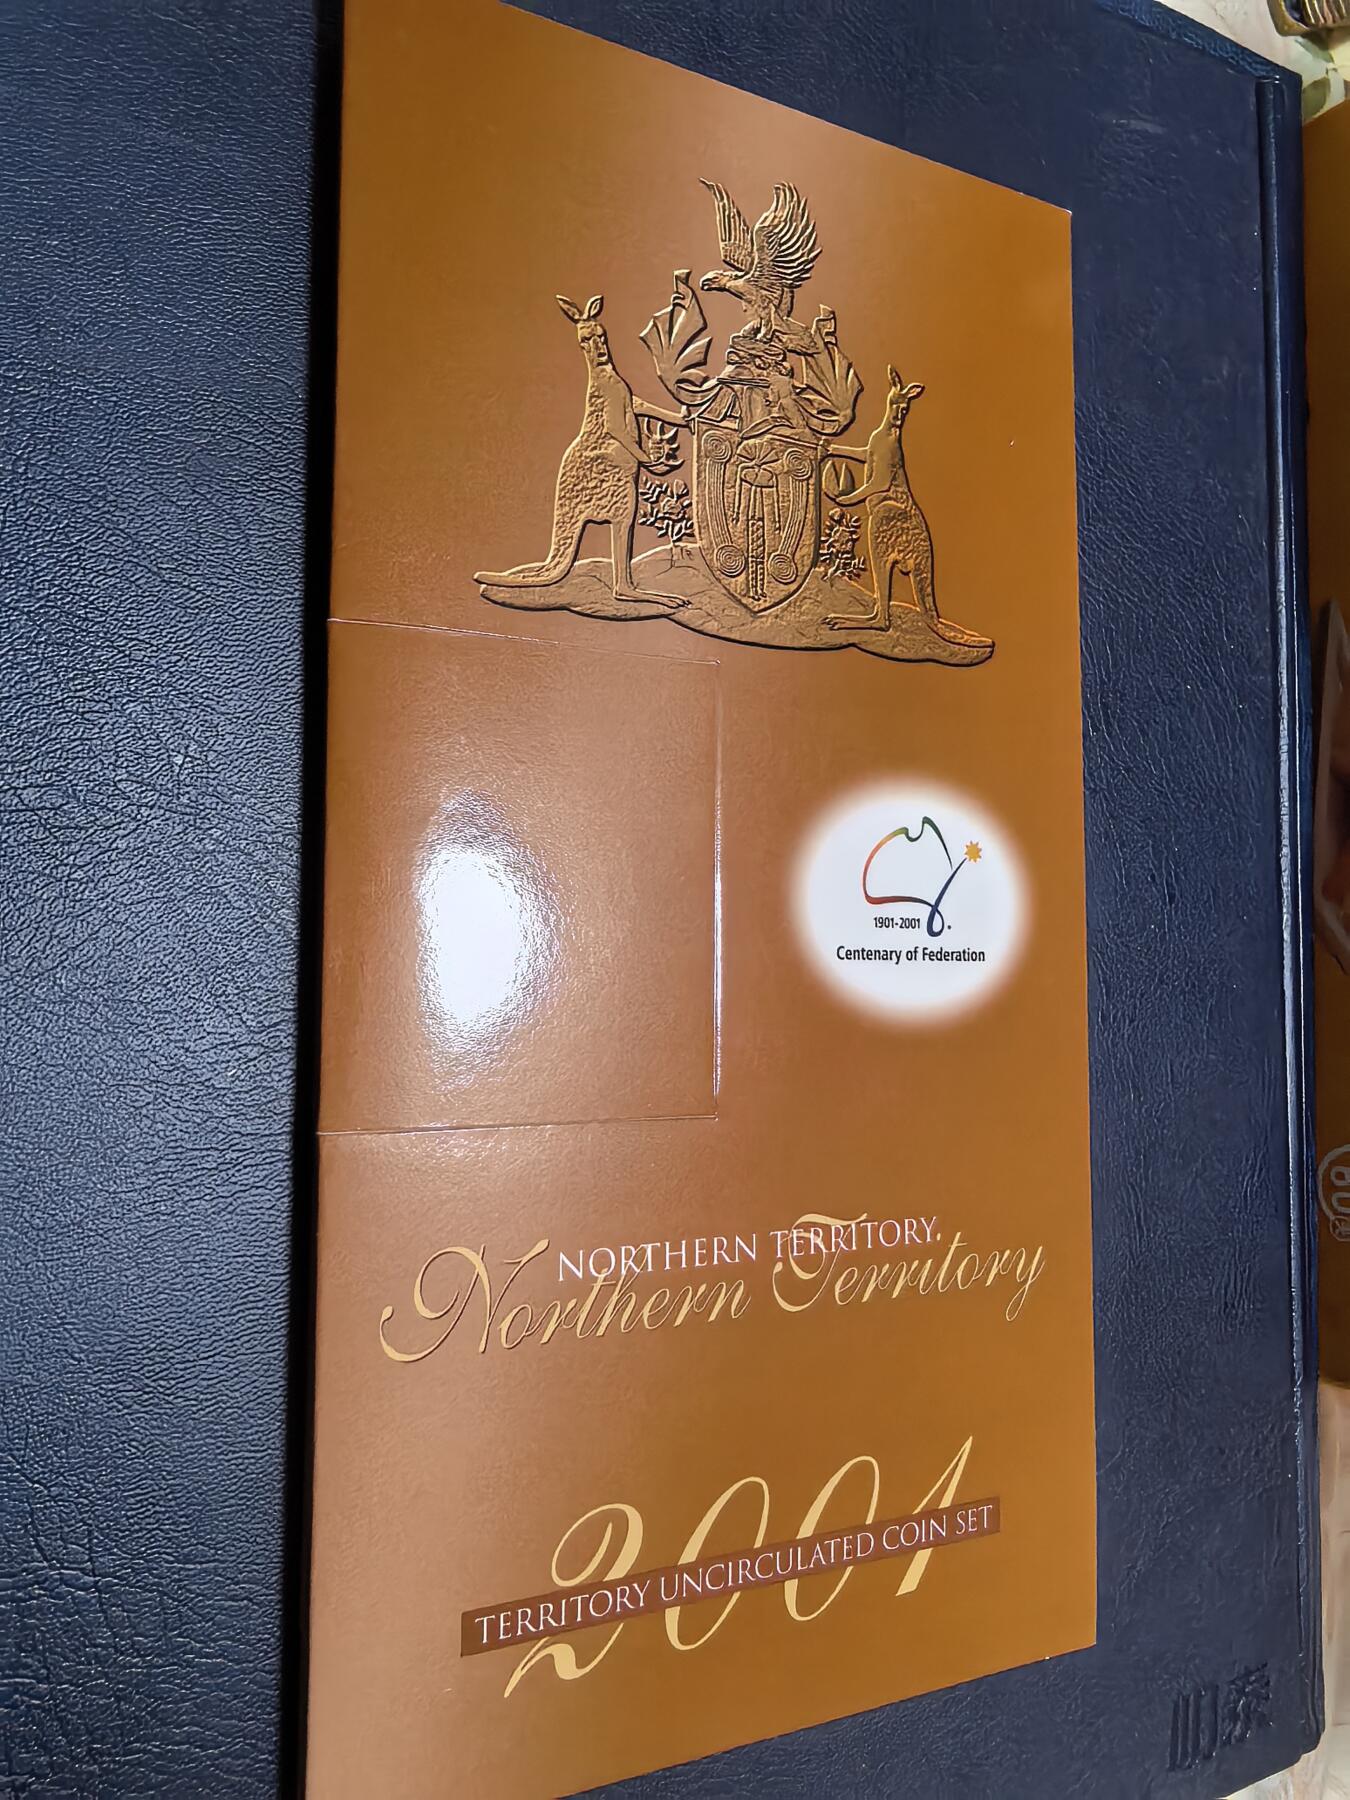 1901-2001
Centenary of Federation
NORTHERN TERRITORY
Northern Territory
2001
TERRITORY UNCIRCULATED COIN SET